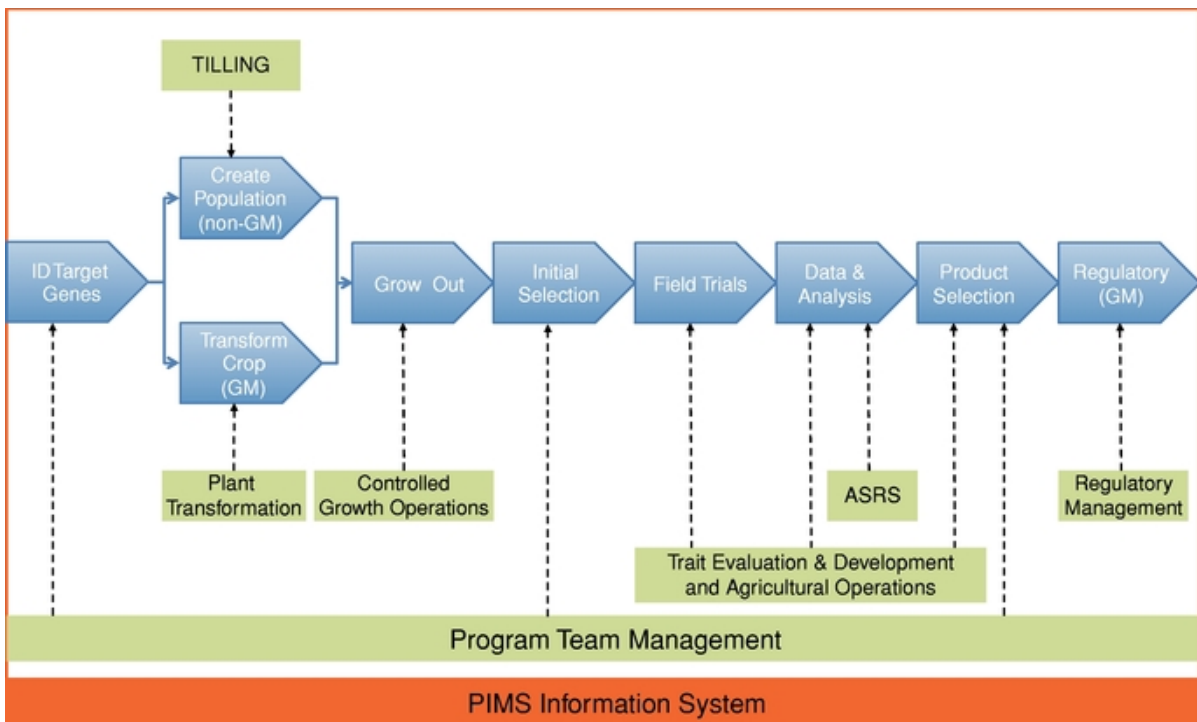 TILLING
Create
Population
(non-GM)
ID Target
Genes
Transform
Crop
(GM)
Grow Out
Initial
Selection
Field Trials
Data &
Analysis
Product
Selection
Regulatory
(GM)
Plant
Transformation
Controlled
Growth Operations
ASRS
Regulatory
Management
Trait Evaluation & Development
and Agricultural Operations
Program Team Management
PIMS Information System